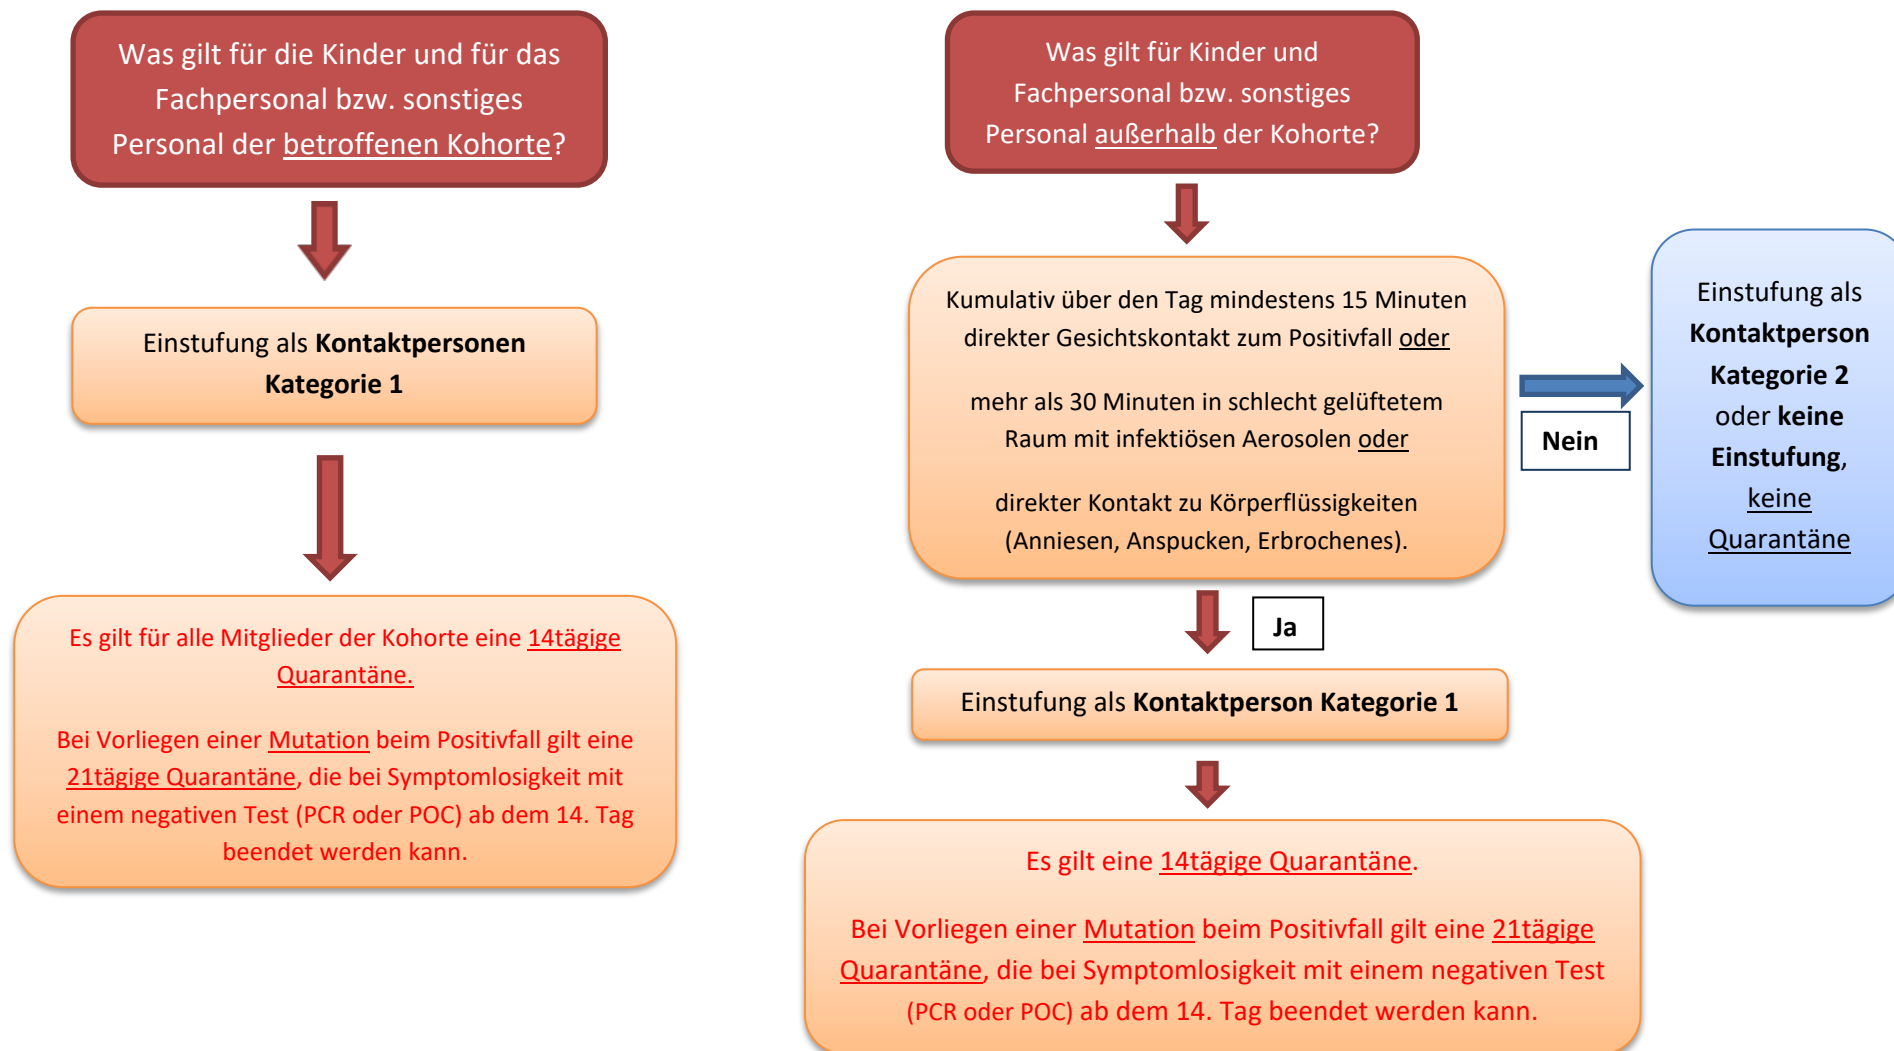 Was gilt für die Kinder und für das
Fachpersonal bzw. sonstiges
Personal der betroffenen Kohorte?
Einstufung als Kontaktpersonen
Kategorie 1
Es gilt für alle Mitglieder der Kohorte eine 14tägige
Quarantäne.
Bei Vorliegen einer Mutation beim Positivfall gilt eine
21tägige Quarantäne, die bei Symptomlosigkeit mit
einem negativen Test (PCR oder POC) ab dem 14. Tag
beendet werden kann.
Was gilt für Kinder und
Fachpersonal bzw. sonstiges
Personal außerhalb der Kohorte?
Kumulativ über den Tag mindestens 15 Minuten
direkter Gesichtskontakt zum Positivfall oder
mehr als 30 Minuten in schlecht gelüftetem
Raum mit infektiösen Aerosolen oder
direkter Kontakt zu Körperflüssigkeiten
(Anniesen, Anspucken, Erbrochenes).
Nein
Einstufung als
Kontaktperson
Kategorie 2
oder keine
Einstufung,
keine
Quarantäne
Ja
Einstufung als Kontaktperson Kategorie 1
Es gilt eine 14tägige Quarantäne.
Bei Vorliegen einer Mutation beim Positivfall gilt eine 21tägige
Quarantäne, die bei Symptomlosigkeit mit einem negativen Test
(PCR oder POC) ab dem 14. Tag beendet werden kann.